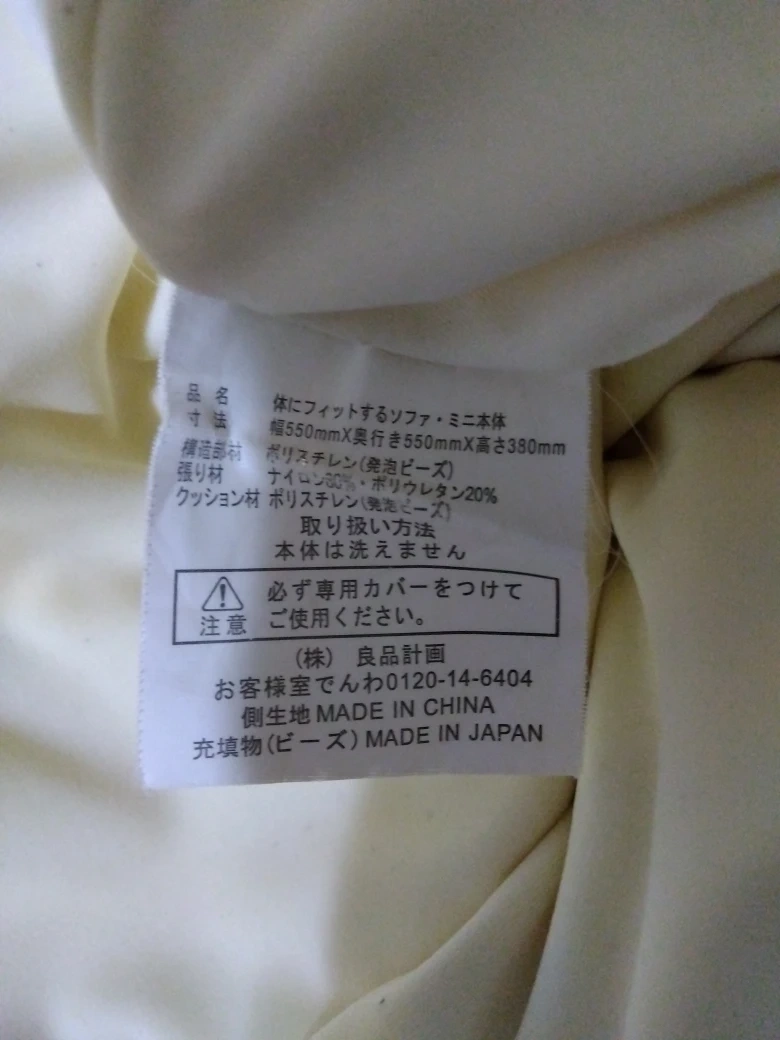 品名 体にフィットするソファ・ミニ本体
寸法 幅550mmX奥行き550mmX高さ380mm
構造部材 ポリスチレン(発泡ビーズ)
張り材 ナイロン80%・ポリウレタン20%
クッション材 ポリスチレン(発泡ビーズ)
取り扱い方法
本体は洗えません
必ず専用カバーをつけて
注意 ご使用ください。
(株) 良品計画
お客様室でんわ0120-14-6404
側生地 MADE IN CHINA
充填物(ビーズ) MADE IN JAPAN